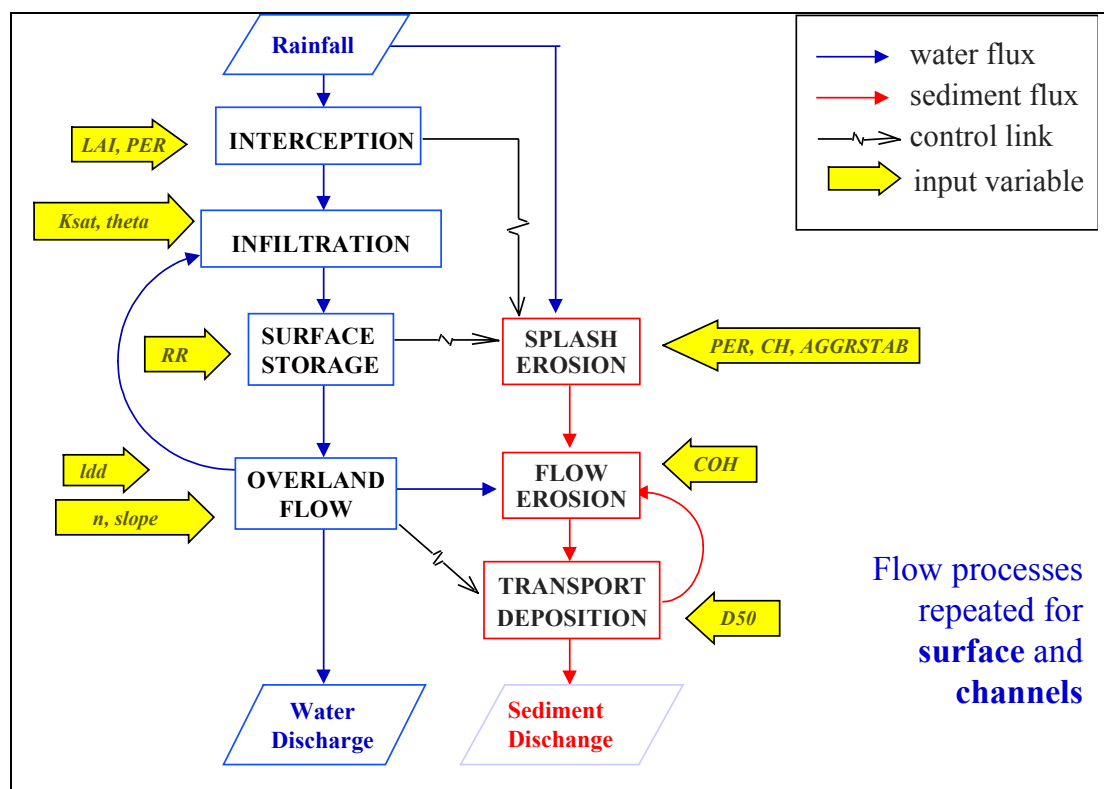 Rainfall
water flux
sediment flux
control link
input variable
LAI, PER
INTERCEPTION
Ksat, theta
INFILTRATION
RR
SURFACE
STORAGE
SPLASH
EROSION
PER, CH, AGGRSTAB
ldd
n, slope
OVERLAND
FLOW
FLOW
EROSION
COH
TRANSPORT
DEPOSITION
D50
Flow processes
repeated for
surface and
channels
Water
Discharge
Sediment
Dischange